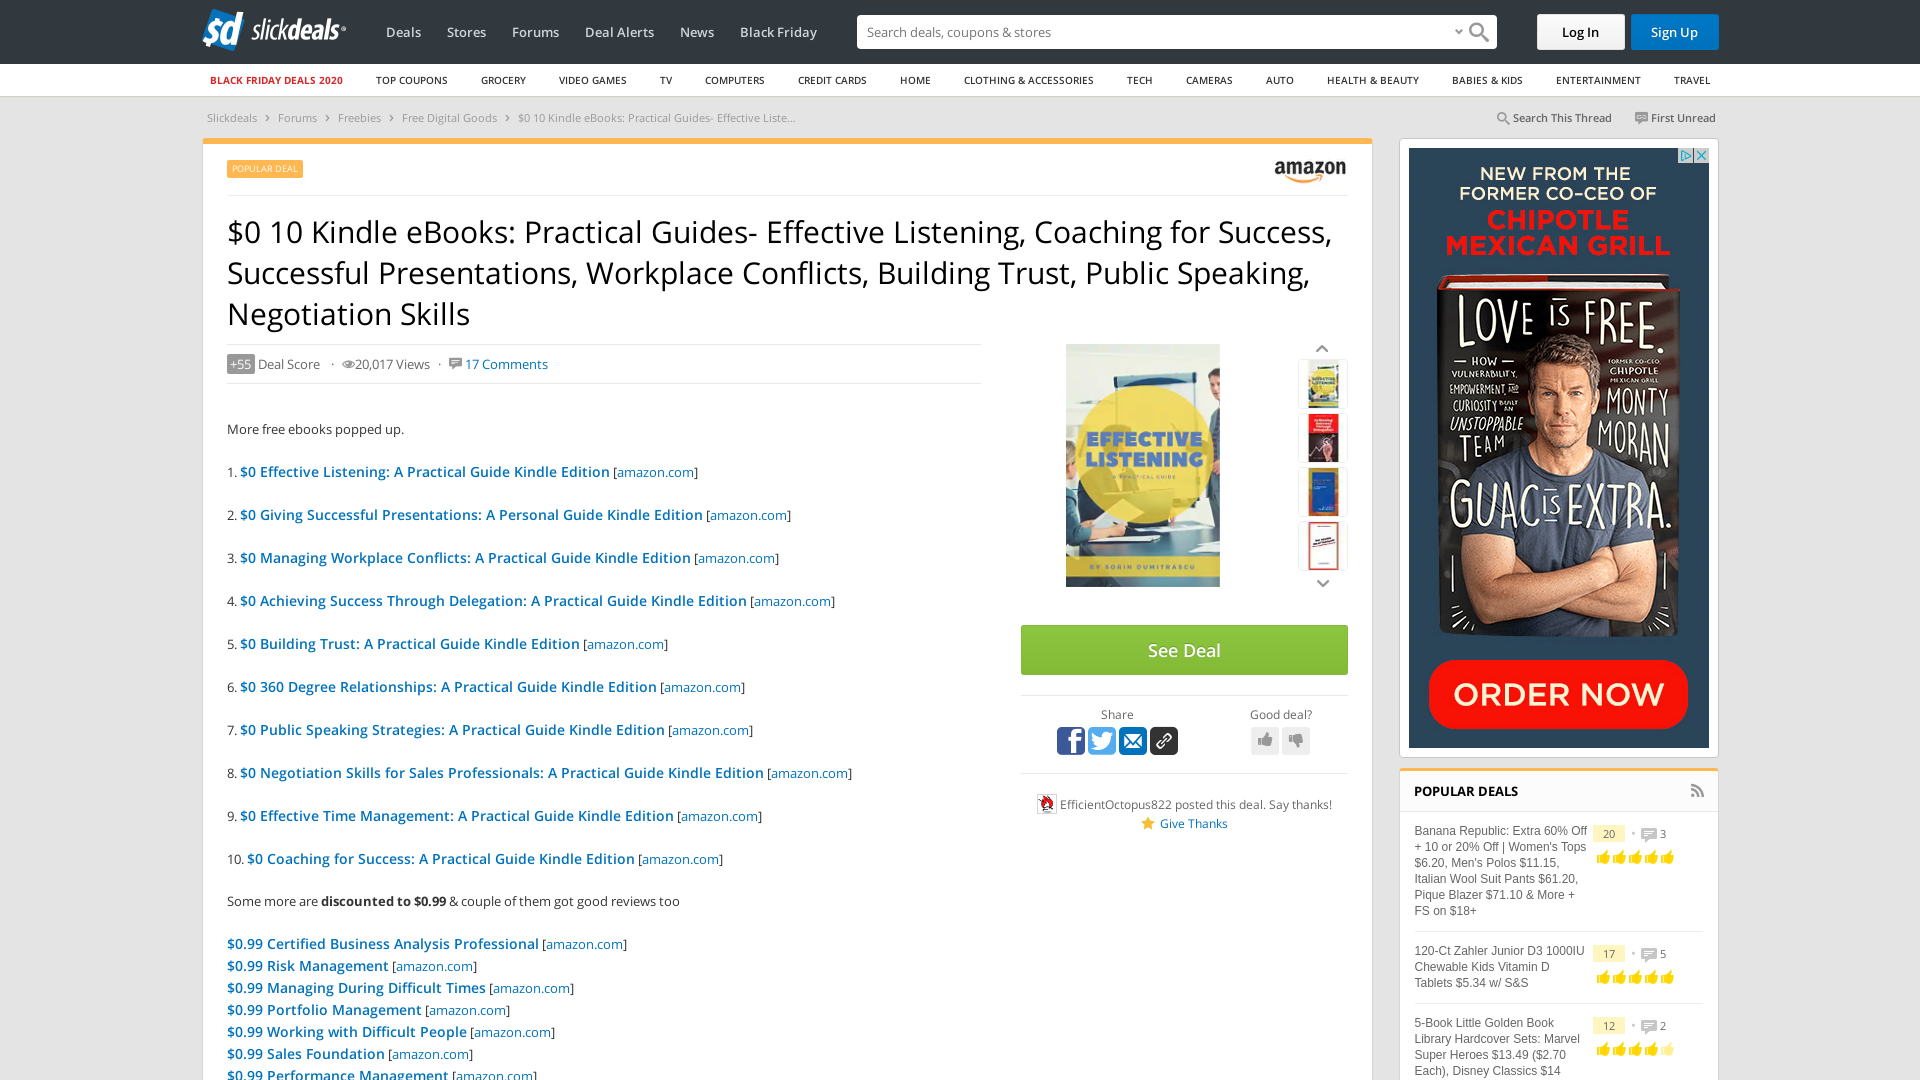 slickdeals
Deals
Stores
Forums
Deal Alerts
News
Black Friday
Search deals, coupons & stores
Log In
Sign Up
BLACK FRIDAY DEALS 2020
TOP COUPONS
GROCERY
VIDEO GAMES
TV
COMPUTERS
CREDIT CARDS
HOME
CLOTHING & ACCESSORIES
TECH
CAMERAS
AUTO
HEALTH & BEAUTY
BABIES & KIDS
ENTERTAINMENT
TRAVEL
Slickdeals > Forums > Freebies > Free Digital Goods > $0 10 Kindle eBooks: Practical Guides- Effective Liste...
Search This Thread
First Unread
POPULAR DEAL
amazon
$0 10 Kindle eBooks: Practical Guides- Effective Listening, Coaching for Success,
Successful Presentations, Workplace Conflicts, Building Trust, Public Speaking,
Negotiation Skills
+55 Deal Score · 20,017 Views · 17 Comments
More free ebooks popped up.
1. $0 Effective Listening: A Practical Guide Kindle Edition [amazon.com]
2. $0 Giving Successful Presentations: A Personal Guide Kindle Edition [amazon.com]
3. $0 Managing Workplace Conflicts: A Practical Guide Kindle Edition [amazon.com]
4. $0 Achieving Success Through Delegation: A Practical Guide Kindle Edition [amazon.com]
5. $0 Building Trust: A Practical Guide Kindle Edition [amazon.com]
6. $0 360 Degree Relationships: A Practical Guide Kindle Edition [amazon.com]
7. $0 Public Speaking Strategies: A Practical Guide Kindle Edition [amazon.com]
8. $0 Negotiation Skills for Sales Professionals: A Practical Guide Kindle Edition [amazon.com]
9. $0 Effective Time Management: A Practical Guide Kindle Edition [amazon.com]
10. $0 Coaching for Success: A Practical Guide Kindle Edition [amazon.com]
Some more are discounted to $0.99 & couple of them got good reviews too
$0.99 Certified Business Analysis Professional [amazon.com]
$0.99 Risk Management [amazon.com]
$0.99 Managing During Difficult Times [amazon.com]
$0.99 Portfolio Management [amazon.com]
$0.99 Working with Difficult People [amazon.com]
$0.99 Sales Foundation [amazon.com]
$0.99 Performance Management [amazon.com]
EFFECTIVE
LISTENING
A PRACTICAL GUIDE
BY SORIN DUMITRASCU
See Deal
Share
Good deal?
EfficientOctopus822 posted this deal. Say thanks!
Give Thanks
NEW FROM THE
FORMER CO-CEO OF
CHIPOTLE
MEXICAN GRILL
LOVE IS FREE.
HOW
VULNERABILITY,
EMPOWERMENT, AND
CURIOSITY BUILT AN
UNSTOPPABLE
TEAM
FORMER CO-CEO,
CHIPOTLE
MEXICAN GRILL
MONTY
MORAN
GUAC IS EXTRA.
ORDER NOW
POPULAR DEALS
Banana Republic: Extra 60% Off
+ 10 or 20% Off | Women's Tops
$6.20, Men's Polos $11.15,
Italian Wool Suit Pants $61.20,
Pique Blazer $71.10 & More +
FS on $18+
20 • 3
120-Ct Zahler Junior D3 1000IU
Chewable Kids Vitamin D
Tablets $5.34 w/ S&S
17 • 5
5-Book Little Golden Book
Library Hardcover Sets: Marvel
Super Heroes $13.49 ($2.70
Each), Disney Classics $14
12 • 2